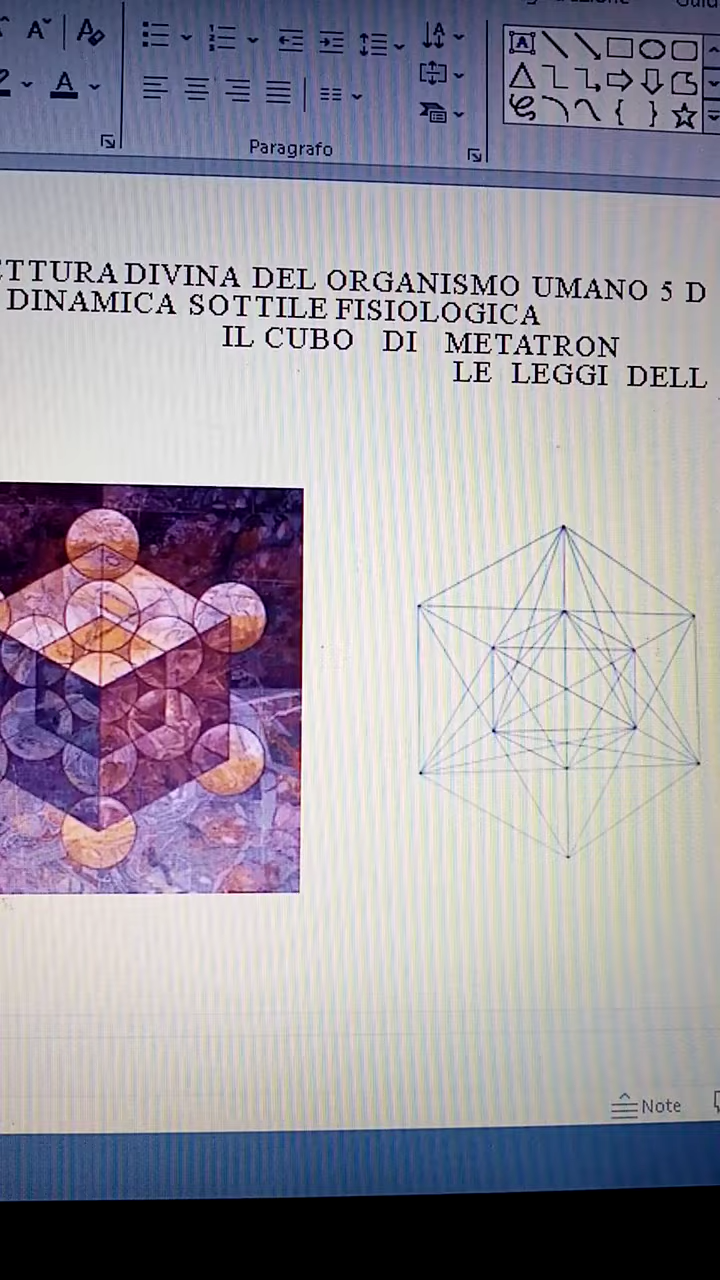 Paragrafo
ETTURA DIVINA DEL ORGANISMO UMANO 5 D
DINAMICA SOTTILE FISIOLOGICA
IL CUBO DI METATRON
LE LEGGI DELL
Note